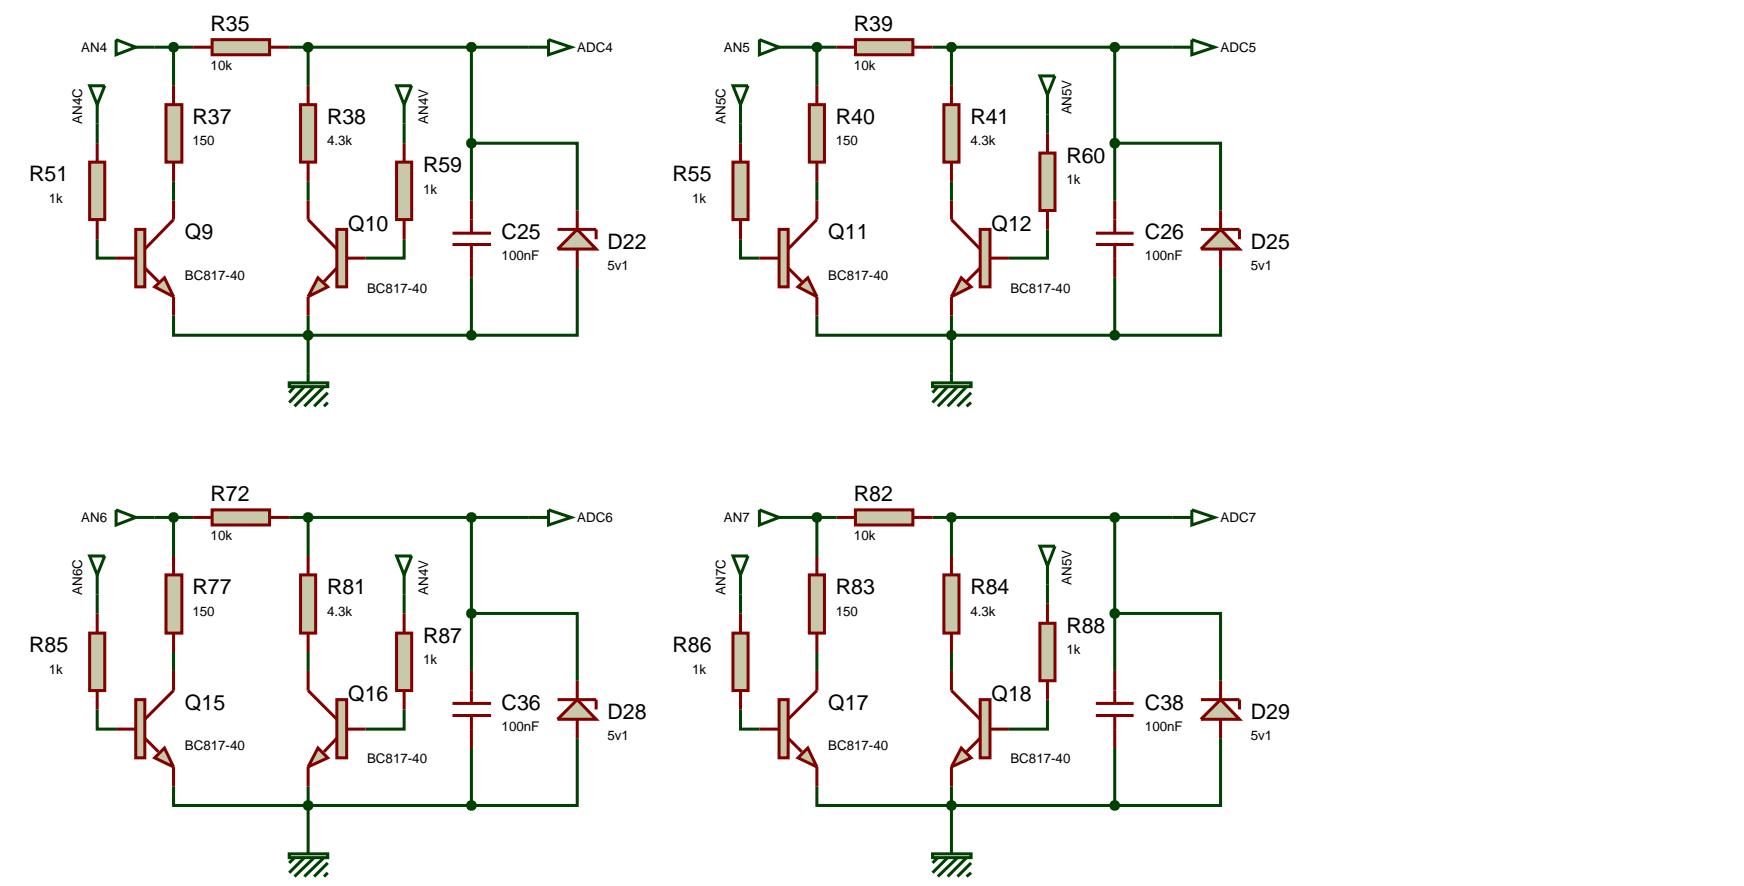 R35
AN4
ADC4
10k
AN4C
AN4V
R37
150
R38
4.3k
R51
1k
R59
1k
Q9
BC817-40
Q10
BC817-40
C25
100nF
D22
5v1
R39
AN5
ADC5
10k
AN5C
AN5V
R40
150
R41
4.3k
R55
1k
R60
1k
Q11
BC817-40
Q12
BC817-40
C26
100nF
D25
5v1
R72
AN6
ADC6
10k
AN6C
AN4V
R77
150
R81
4.3k
R85
1k
R87
1k
Q15
BC817-40
Q16
BC817-40
C36
100nF
D28
5v1
R82
AN7
ADC7
10k
AN7C
AN5V
R83
150
R84
4.3k
R86
1k
R88
1k
Q17
BC817-40
Q18
BC817-40
C38
100nF
D29
5v1